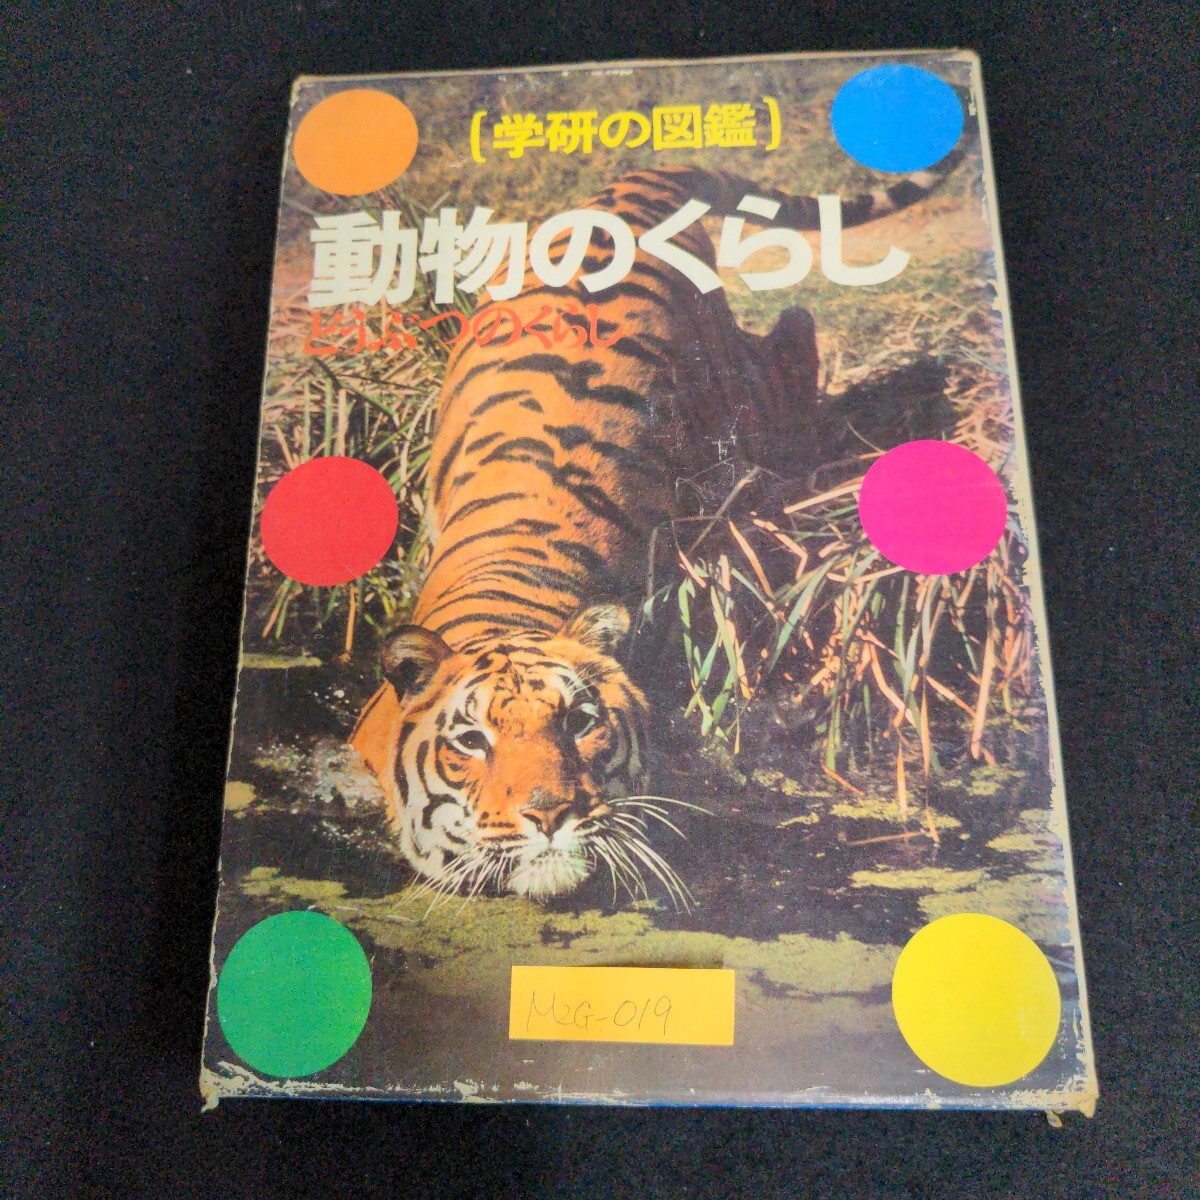 〔学研の図鑑〕
動物のくらし
どうぶつのくらし
M2G-019